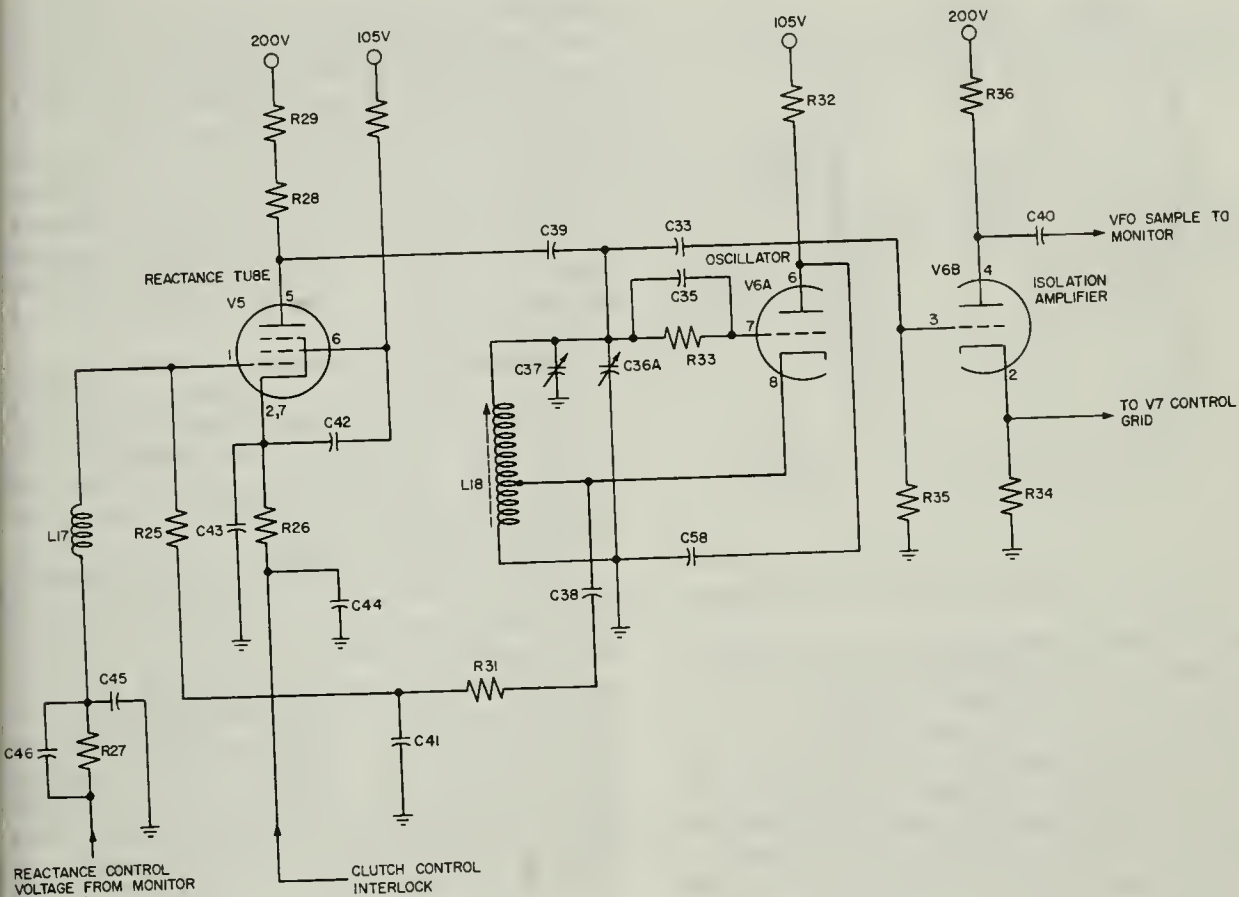 200V
105V
105V
200V
R29
R32
R36
R28
C39
C33
C40
VFO SAMPLE TO
MONITOR
REACTANCE TUBE
V5
5
OSCILLATOR
6
V6A
V6B
4
ISOLATION
AMPLIFIER
C35
1
6
7
3
C37
C36A
R33
8
2
2,7
C42
TO V7 CONTROL
GRID
L18
R35
R34
L17
R25
C43
R26
C58
C44
C38
R31
C45
C46
R27
C41
REACTANCE CONTROL
VOLTAGE FROM MONITOR
CLUTCH CONTROL
INTERLOCK